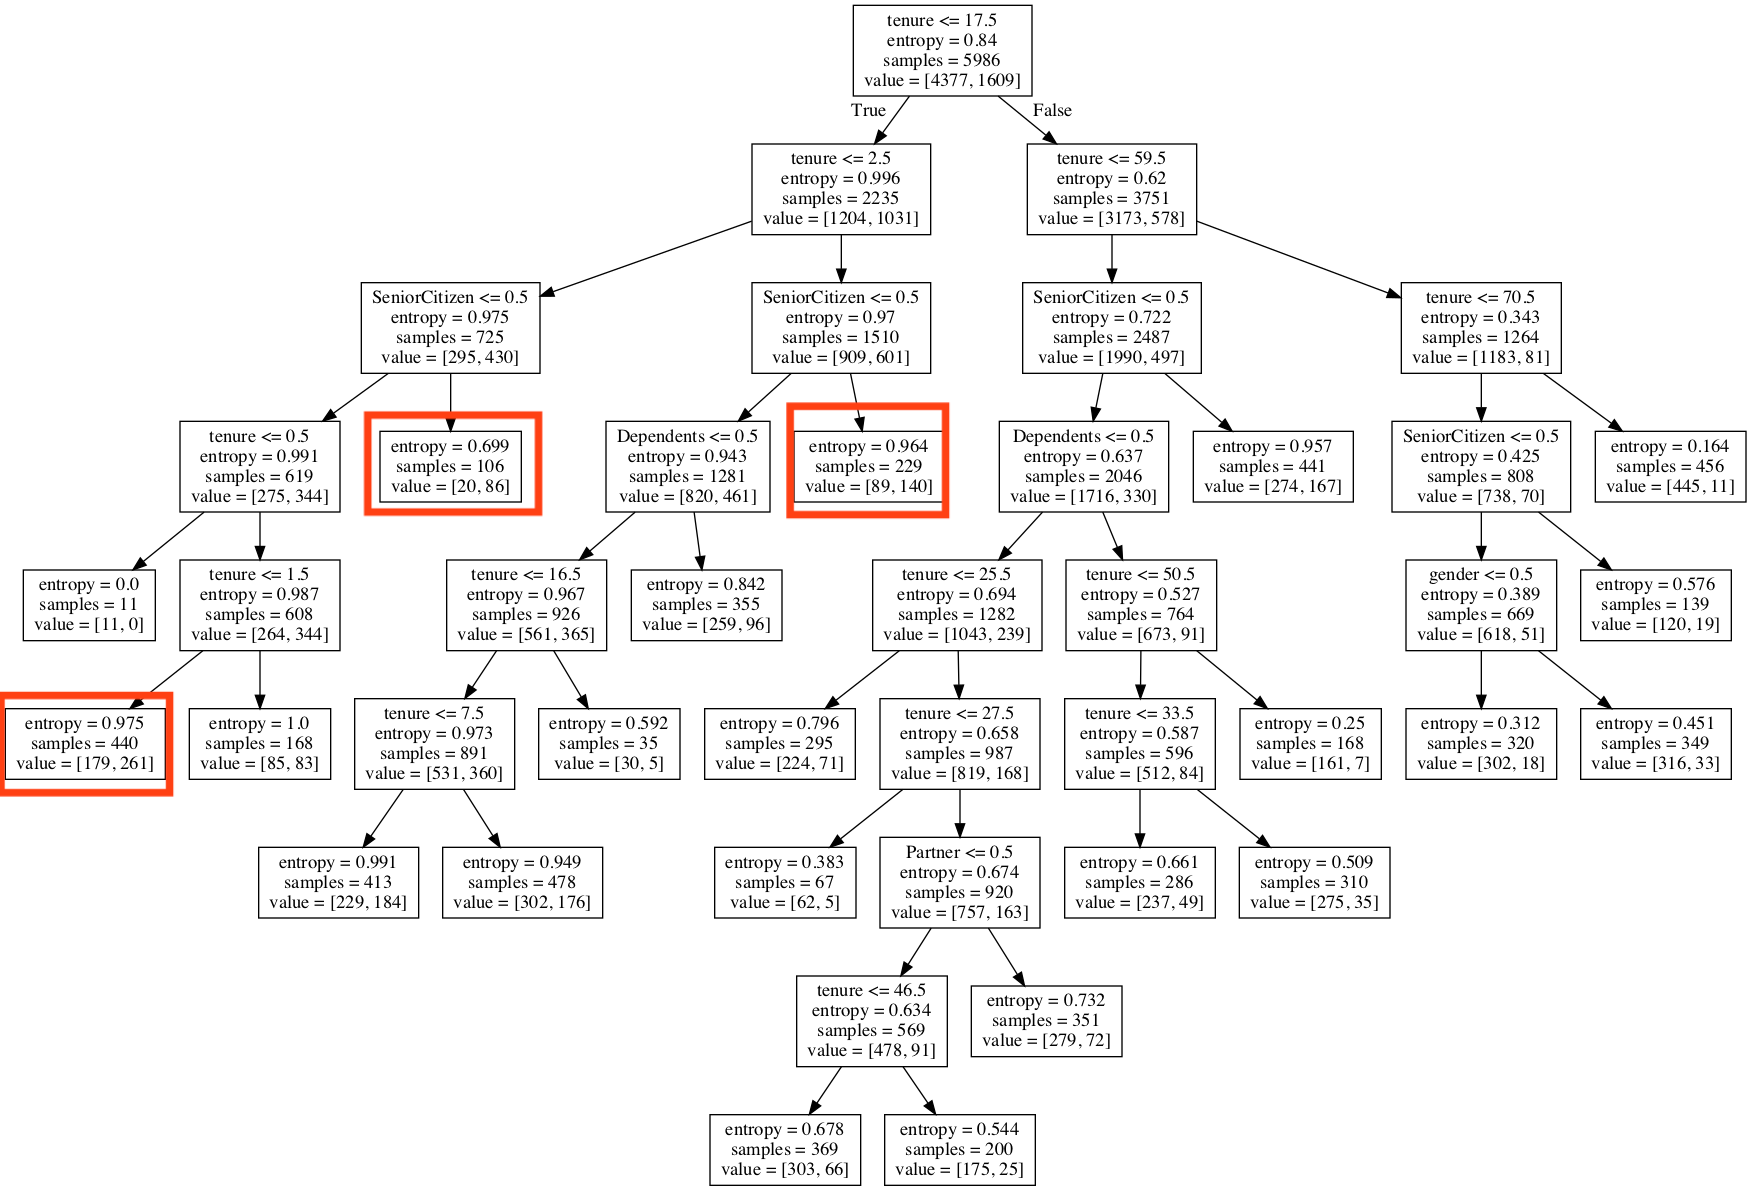 tenure <= 17.5
entropy = 0.84
samples = 5986
value = [4377, 1609]
True
False
tenure <= 2.5
entropy = 0.996
samples = 2235
value = [1204, 1031]
tenure <= 59.5
entropy = 0.62
samples = 3751
value = [3173, 578]
SeniorCitizen <= 0.5
entropy = 0.975
samples = 725
value = [295, 430]
SeniorCitizen <= 0.5
entropy = 0.97
samples = 1510
value = [909, 601]
SeniorCitizen <= 0.5
entropy = 0.722
samples = 2487
value = [1990, 497]
tenure <= 70.5
entropy = 0.343
samples = 1264
value = [1183, 81]
tenure <= 0.5
entropy = 0.991
samples = 619
value = [275, 344]
entropy = 0.699
samples = 106
value = [20, 86]
Dependents <= 0.5
entropy = 0.943
samples = 1281
value = [820, 461]
entropy = 0.964
samples = 229
value = [89, 140]
Dependents <= 0.5
entropy = 0.637
samples = 2046
value = [1716, 330]
entropy = 0.957
samples = 441
value = [274, 167]
SeniorCitizen <= 0.5
entropy = 0.425
samples = 808
value = [738, 70]
entropy = 0.164
samples = 456
value = [445, 11]
entropy = 0.0
samples = 11
value = [11, 0]
tenure <= 1.5
entropy = 0.987
samples = 608
value = [264, 344]
tenure <= 16.5
entropy = 0.967
samples = 926
value = [561, 365]
entropy = 0.842
samples = 355
value = [259, 96]
tenure <= 25.5
entropy = 0.694
samples = 1282
value = [1043, 239]
tenure <= 50.5
entropy = 0.527
samples = 764
value = [673, 91]
gender <= 0.5
entropy = 0.389
samples = 669
value = [618, 51]
entropy = 0.576
samples = 139
value = [120, 19]
entropy = 0.975
samples = 440
value = [179, 261]
entropy = 1.0
samples = 168
value = [85, 83]
tenure <= 7.5
entropy = 0.973
samples = 891
value = [531, 360]
entropy = 0.592
samples = 35
value = [30, 5]
entropy = 0.796
samples = 295
value = [224, 71]
tenure <= 27.5
entropy = 0.658
samples = 987
value = [819, 168]
tenure <= 33.5
entropy = 0.587
samples = 596
value = [512, 84]
entropy = 0.25
samples = 168
value = [161, 7]
entropy = 0.312
samples = 320
value = [302, 18]
entropy = 0.451
samples = 349
value = [316, 33]
entropy = 0.991
samples = 413
value = [229, 184]
entropy = 0.949
samples = 478
value = [302, 176]
entropy = 0.383
samples = 67
value = [62, 5]
Partner <= 0.5
entropy = 0.674
samples = 920
value = [757, 163]
entropy = 0.661
samples = 286
value = [237, 49]
entropy = 0.509
samples = 310
value = [275, 35]
tenure <= 46.5
entropy = 0.634
samples = 569
value = [478, 91]
entropy = 0.732
samples = 351
value = [279, 72]
entropy = 0.678
samples = 369
value = [303, 66]
entropy = 0.544
samples = 200
value = [175, 25]